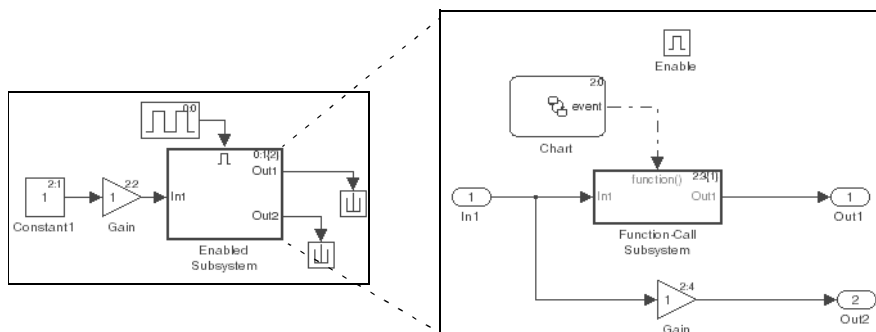 0:0
0:1{2}
2:1
1
Constant1
2:2
1
Gain
In1
Out1
Out2
Enabled
Subsystem
Enable
2:0
event
Chart
1
In1
function()
2:3{1}
In1
Out1
Function-Call
Subsystem
1
Out1
2:4
1
Gain
2
Out2